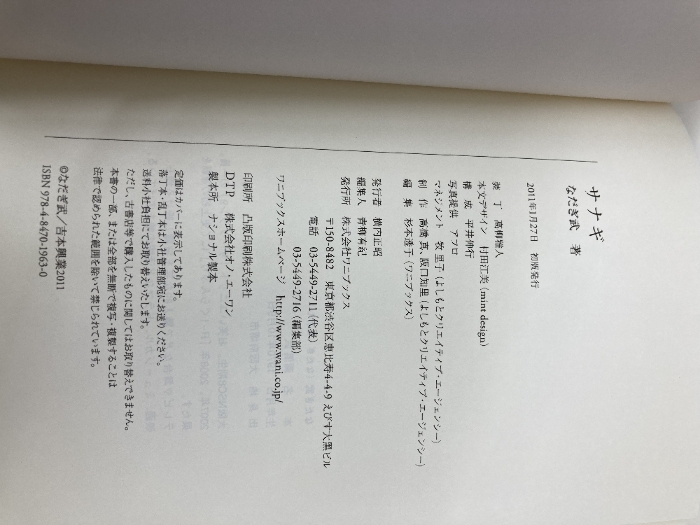 サナギ
なだぎ武 著
2011年1月27日 初版発行
装丁 高柳雅人
本文デザイン 村田江美(mint design)
構成 平井伸行
写真提供 アフロ
マネジメント 牧 里子(よしもとクリエイティブ・エージェンシー)
制作 高橋 真、阪口知里(よしもとクリエイティブ・エージェンシー)
編集 杉本透子(ワニブックス)
発行者 横内正昭
編集人 青柳有紀
発行所 株式会社ワニブックス
〒150-8482 東京都渋谷区恵比寿4-4-9 えびす大黒ビル
電話 03-5449-2711(代表)
03-5449-2716(編集部)
ワニブックスホームページ http://www.wani.co.jp/
印刷所 凸版印刷株式会社
DTP 株式会社オノ・エーワン
製本所 ナショナル製本
定価はカバーに表示してあります。
落丁本・乱丁本は小社管理部宛にお送りください。
送料小社負担にてお取り替えいたします。
ただし、古書店等で購入したものに関してはお取り替えできません。
本書の一部、または全部を無断で複写・複製することは
法律で認められた範囲を除いて禁じられています。
©なだぎ武/吉本興業2011
ISBN 978-4-8470-1963-0